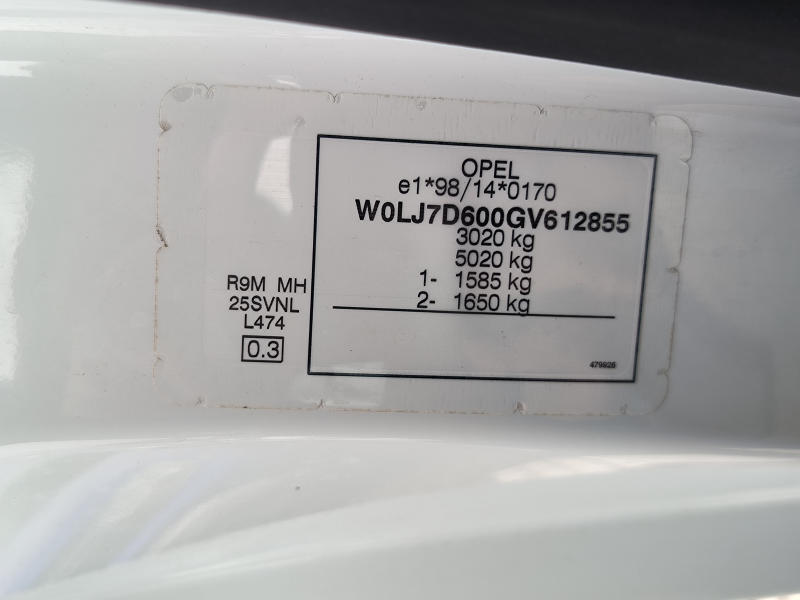 OPEL
e1*98/14*0170
W0LJ7D600GV612855
3020 kg
5020 kg
1- 1585 kg
2- 1650 kg
R9M MH
25SVNL
L474
0.3
479926